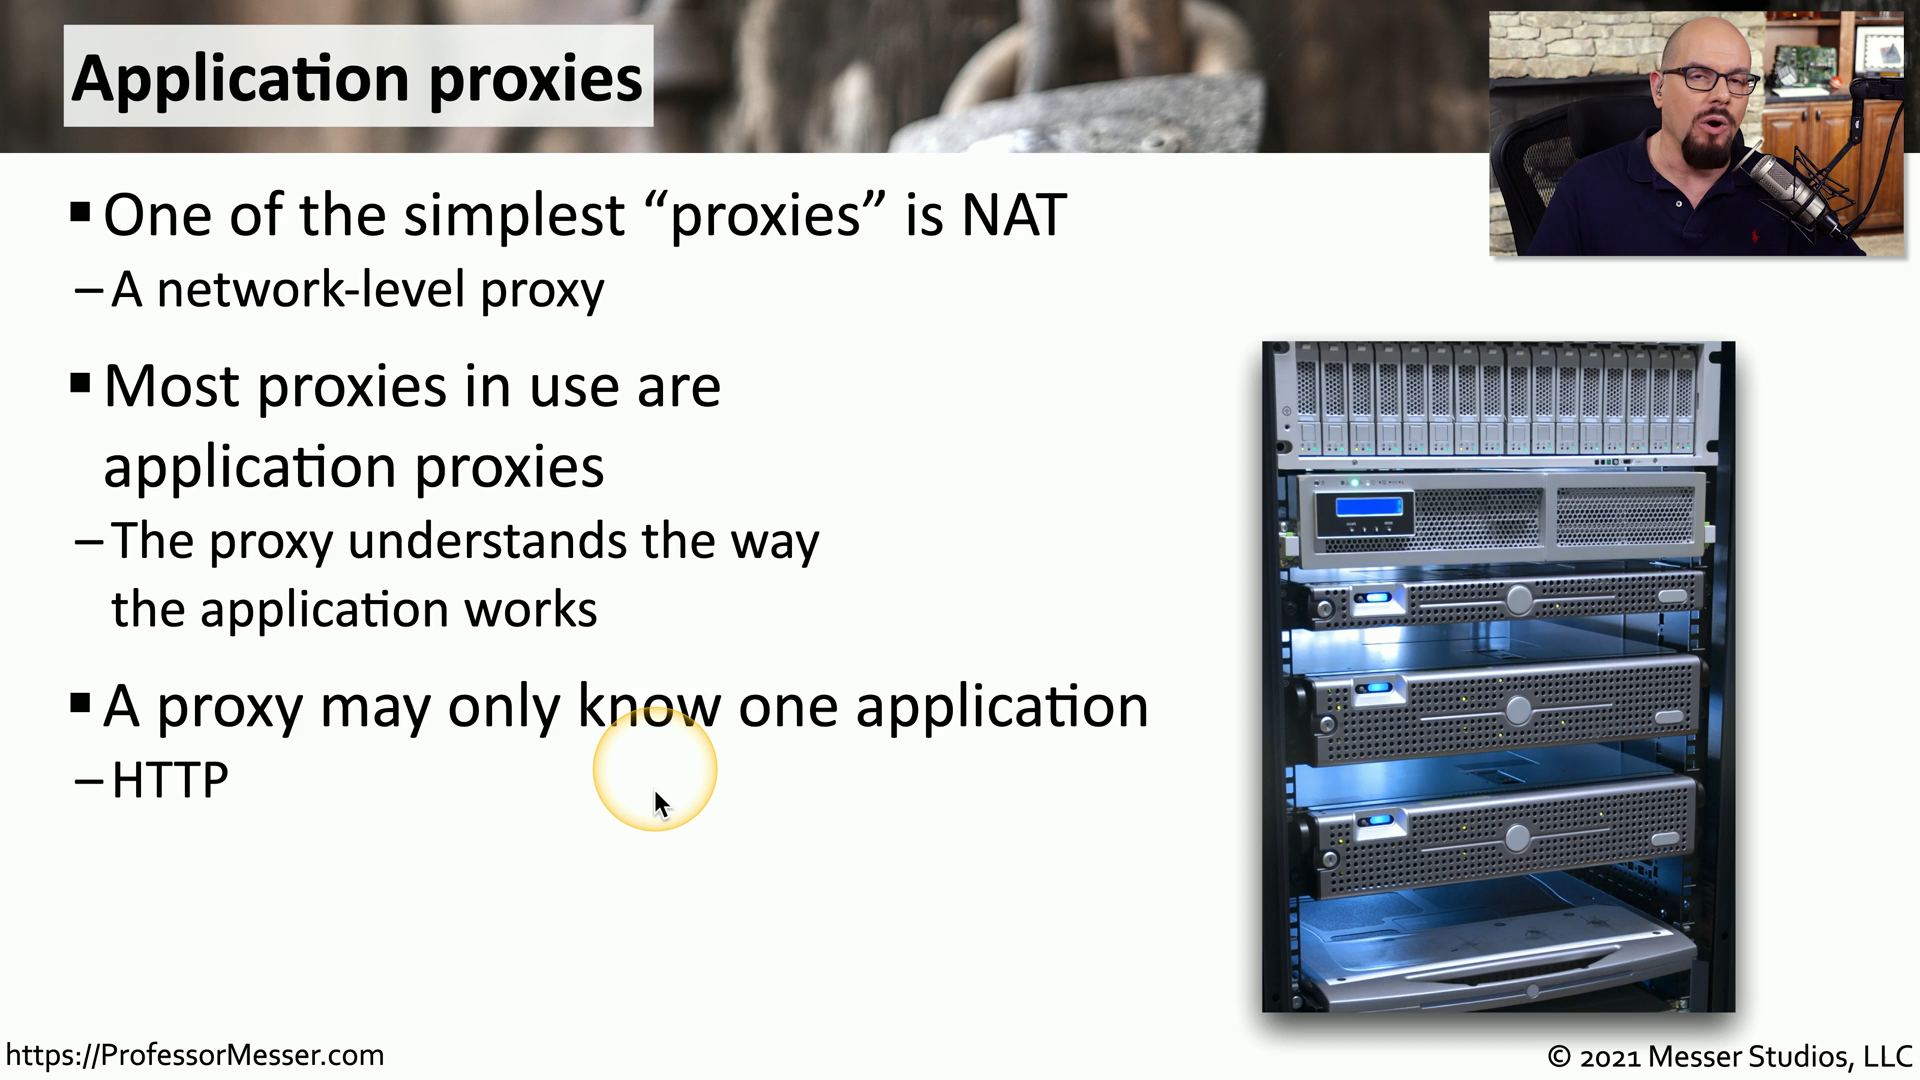 Application proxies
▪ One of the simplest “proxies” is NAT
– A network-level proxy
▪ Most proxies in use are
application proxies
– The proxy understands the way
the application works
▪ A proxy may only know one application
– HTTP
https://ProfessorMesser.com
© 2021 Messer Studios, LLC